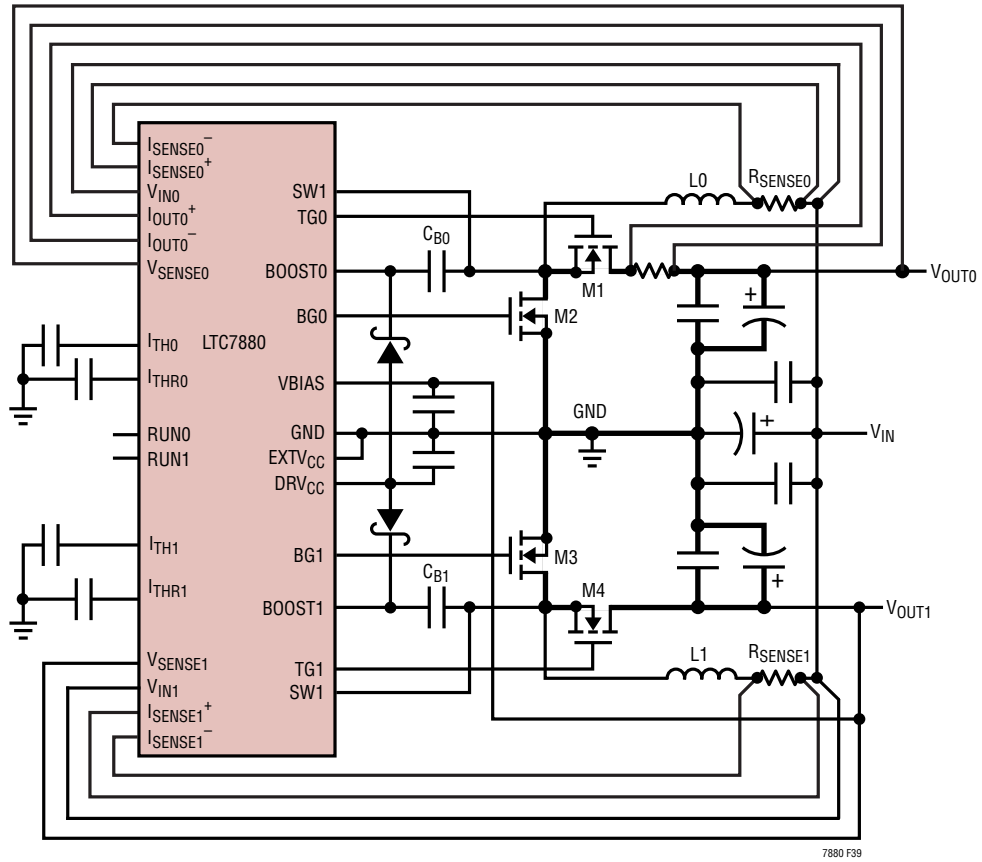 ISENSE0–
ISENSE0+
VIN0
IOUT0+
IOUT0–
VSENSE0
ITH0
ITHR0
RUN0
RUN1
ITH1
ITHR1
VSENSE1
VIN1
ISENSE1+
ISENSE1–
LTC7880
SW1
TG0
BOOST0
BG0
VBIAS
GND
EXTVCC
DRVCC
BG1
BOOST1
TG1
SW1
CB0
CB1
L0
RSENSE0
M1
M2
+
VOUT0
GND
+
VIN
M3
M4
+
VOUT1
L1
RSENSE1
7880 F39